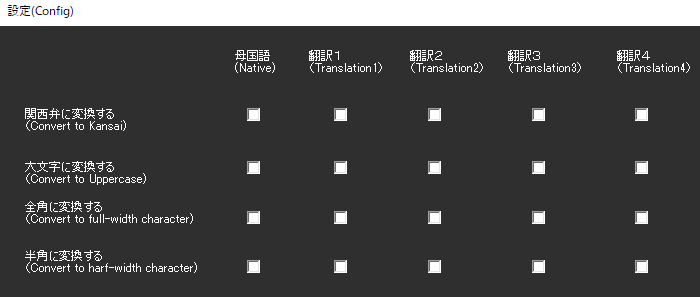 設定(Config)
母国語 翻訳１ 翻訳２ 翻訳３ 翻訳４
(Native) (Translation1) (Translation2) (Translation3) (Translation4)
関西弁に変換する
(Convert to Kansai)
大文字に変換する
(Convert to Uppercase)
全角に変換する
(Convert to full-width character)
半角に変換する
(Convert to harf-width character)